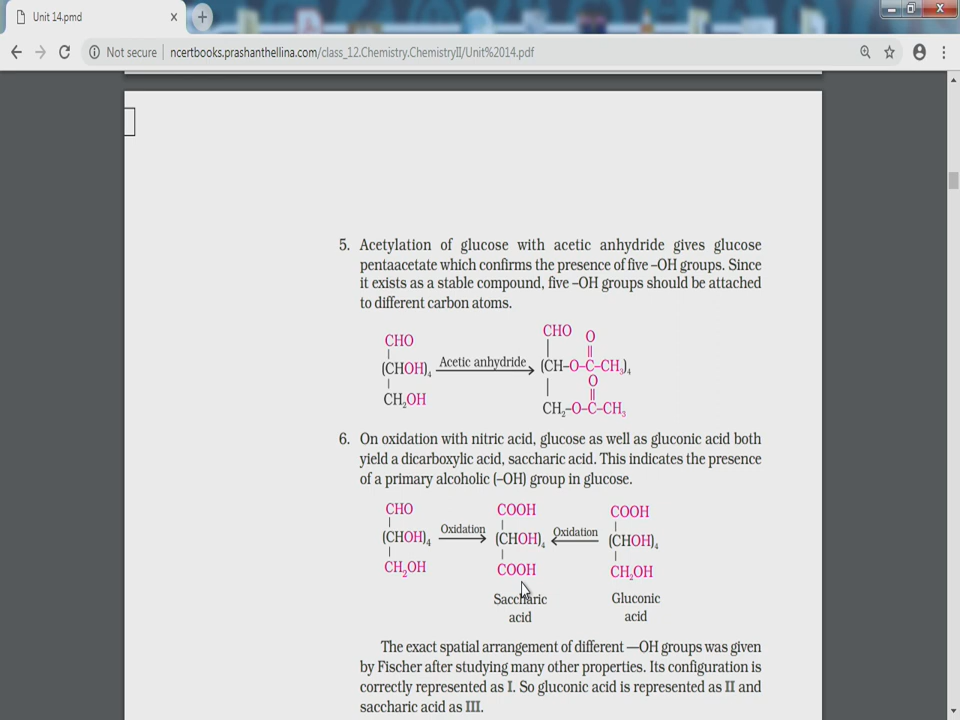 Unit 14.pmd
Not secure | ncertbooks.prashanthellina.com/class_12.Chemistry.ChemistryII/Unit%2014.pdf
5. Acetylation of glucose with acetic anhydride gives glucose
pentaacetate which confirms the presence of five –OH groups. Since
it exists as a stable compound, five –OH groups should be attached
to different carbon atoms.
CHO
(CHOH)₄
CH₂OH
Acetic anhydride
CHO
O
(CH–O–C–CH₃)₄
O
CH₂–O–C–CH₃
6. On oxidation with nitric acid, glucose as well as gluconic acid both
yield a dicarboxylic acid, saccharic acid. This indicates the presence
of a primary alcoholic (–OH) group in glucose.
CHO
(CHOH)₄
CH₂OH
Oxidation
COOH
(CHOH)₄
COOH
Saccharic
acid
Oxidation
COOH
(CHOH)₄
CH₂OH
Gluconic
acid
The exact spatial arrangement of different —OH groups was given
by Fischer after studying many other properties. Its configuration is
correctly represented as I. So gluconic acid is represented as II and
saccharic acid as III.